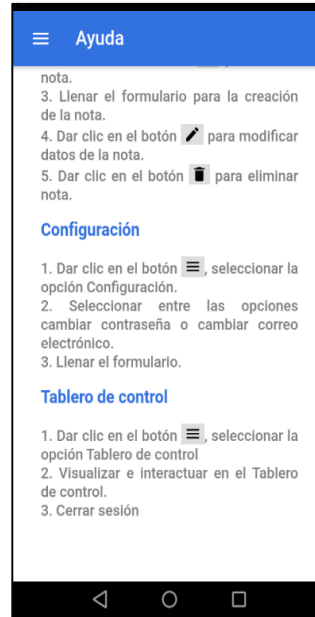 Ayuda
nota.
3. Llenar el formulario para la creación
de la nota.
4. Dar clic en el botón para modificar
datos de la nota.
5. Dar clic en el botón para eliminar
nota.
Configuración
1. Dar clic en el botón , seleccionar la
opción Configuración.
2. Seleccionar entre las opciones
cambiar contraseña o cambiar correo
electrónico.
3. Llenar el formulario.
Tablero de control
1. Dar clic en el botón , seleccionar la
opción Tablero de control
2. Visualizar e interactuar en el Tablero
de control.
3. Cerrar sesión